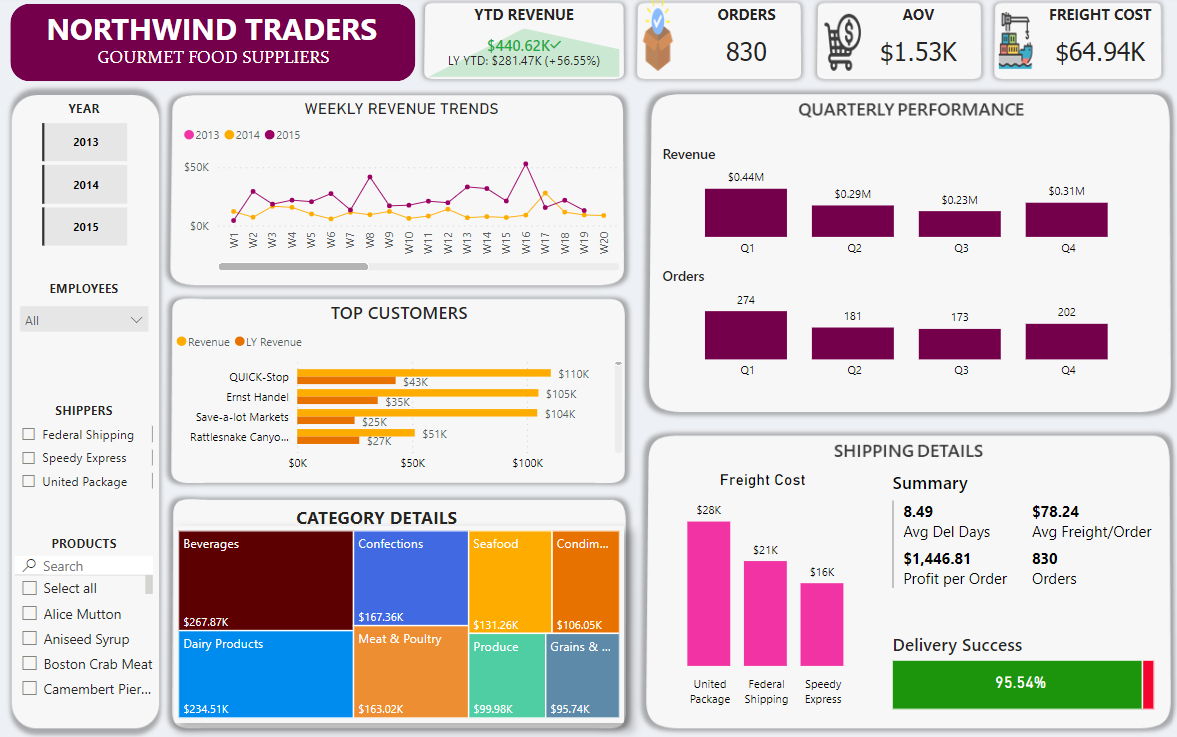 NORTHWIND TRADERS
GOURMET FOOD SUPPLIERS
YTD REVENUE
$440.62K
LY YTD: $281.47K (+56.55%)
ORDERS
830
AOV
$1.53K
FREIGHT COST
$64.94K
YEAR
2013
2014
2015
EMPLOYEES
All
SHIPPERS
Federal Shipping
Speedy Express
United Package
PRODUCTS
Search
Select all
Alice Mutton
Aniseed Syrup
Boston Crab Meat
Camembert Pier...
WEEKLY REVENUE TRENDS
2013 2014 2015
$50K
$0K
W1 W2 W3 W4 W5 W6 W7 W8 W9 W10 W11 W12 W13 W14 W15 W16 W17 W18 W19 W20
TOP CUSTOMERS
Revenue LY Revenue
QUICK-Stop $110K
$43K
Ernst Handel $105K
$35K
Save-a-lot Markets $104K
$25K
Rattlesnake Canyo... $51K
$27K
$0K $50K $100K
CATEGORY DETAILS
Beverages
$267.87K
Dairy Products
$234.51K
Confections
$167.36K
Meat & Poultry
$163.02K
Seafood
$131.26K
Condim...
$106.05K
Produce
$99.98K
Grains & ...
$95.74K
QUARTERLY PERFORMANCE
Revenue
$0.44M $0.29M $0.23M $0.31M
Q1 Q2 Q3 Q4
Orders
274 181 173 202
Q1 Q2 Q3 Q4
SHIPPING DETAILS
Freight Cost
$28K $21K $16K
United Package
Federal Shipping
Speedy Express
Summary
8.49
Avg Del Days
$78.24
Avg Freight/Order
$1,446.81
Profit per Order
830
Orders
Delivery Success
95.54%